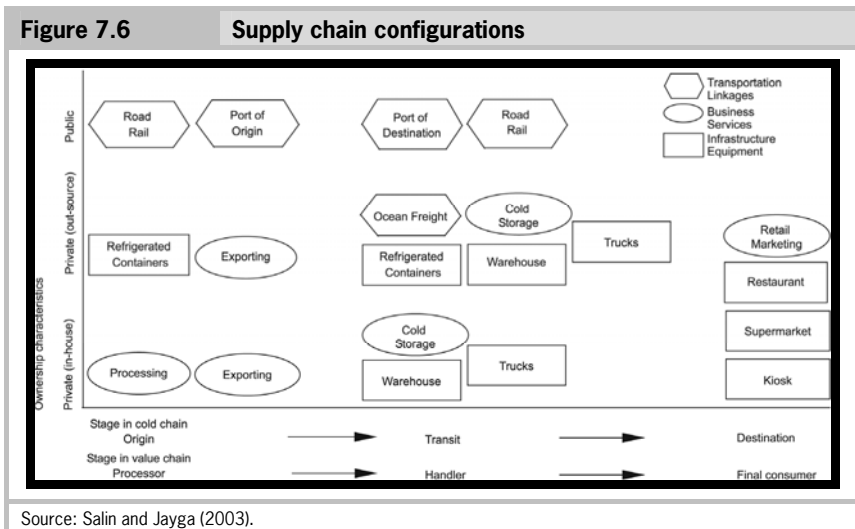 Figure 7.6 Supply chain configurations
Transportation
Linkages
Business
Services
Infrastructure
Equipment
Ownership characteristics
Public
Road
Rail
Port of
Origin
Port of
Destination
Road
Rail
Private (out-source)
Refrigerated
Containers
Exporting
Ocean Freight
Refrigerated
Containers
Cold
Storage
Warehouse
Trucks
Retail
Marketing
Restaurant
Private (in-house)
Processing
Exporting
Cold
Storage
Warehouse
Trucks
Supermarket
Kiosk
Stage in cold chain
Origin
Transit
Destination
Stage in value chain
Processor
Handler
Final consumer
Source: Salin and Jayga (2003).